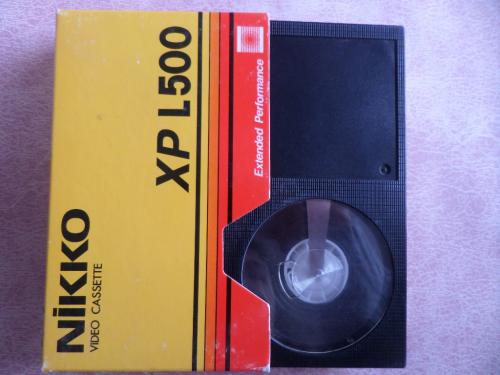 NiKKO
VIDEO CASSETTE
XP L500
Extended Performance